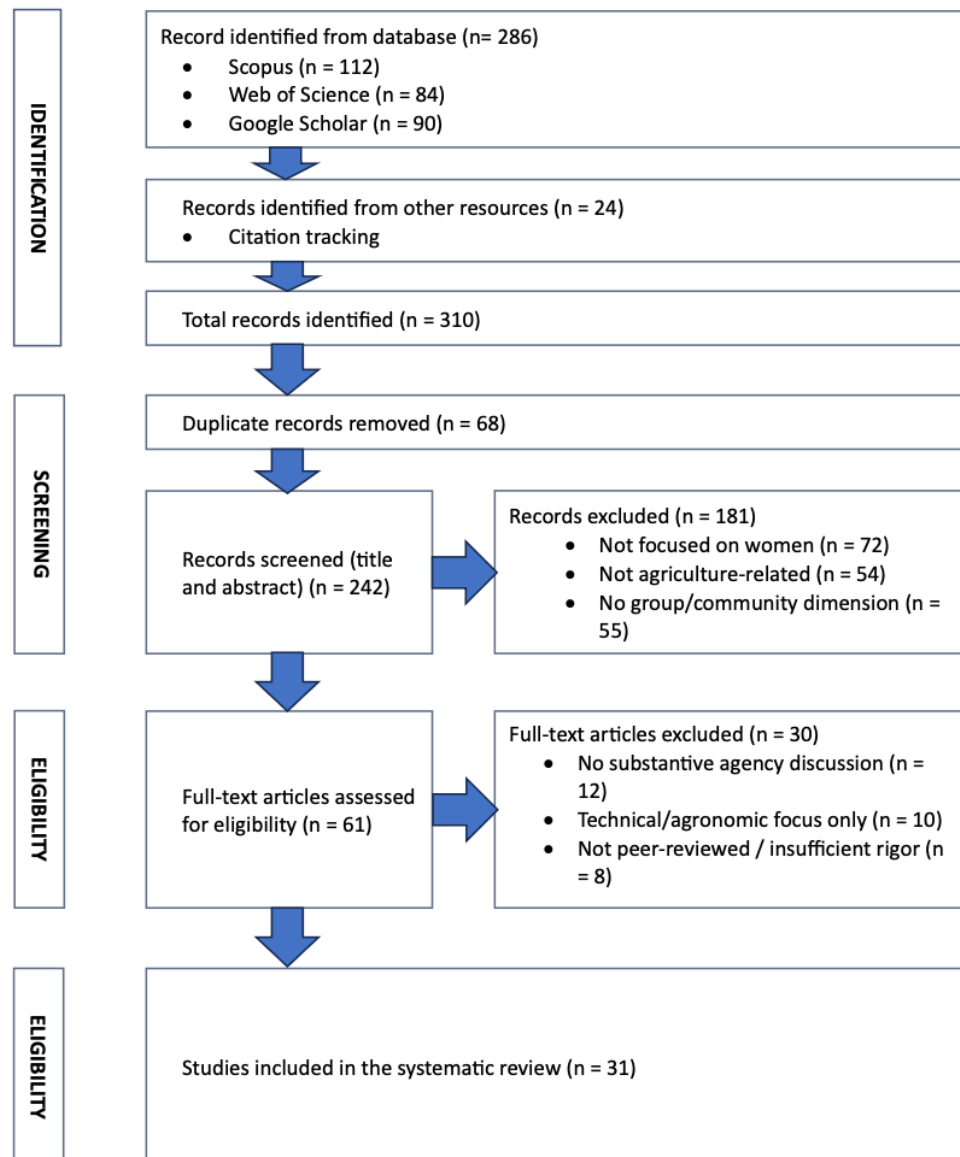 IDENTIFICATION
Record identified from database (n= 286)
• Scopus (n = 112)
• Web of Science (n = 84)
• Google Scholar (n = 90)
Records identified from other resources (n = 24)
• Citation tracking
Total records identified (n = 310)
SCREENING
Duplicate records removed (n = 68)
Records screened (title
and abstract) (n = 242)
Records excluded (n = 181)
• Not focused on women (n = 72)
• Not agriculture-related (n = 54)
• No group/community dimension (n =
55)
ELIGIBILITY
Full-text articles assessed
for eligibility (n = 61)
Full-text articles excluded (n = 30)
• No substantive agency discussion (n =
12)
• Technical/agronomic focus only (n = 10)
• Not peer-reviewed / insufficient rigor (n
= 8)
ELIGIBILITY
Studies included in the systematic review (n = 31)